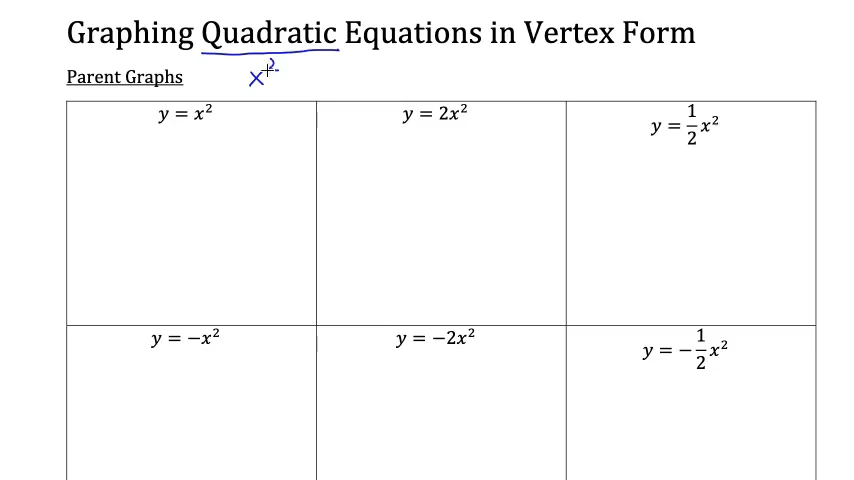 Graphing Quadratic Equations in Vertex Form
Parent Graphs
x²
y = x²
y = 2x²
y = 1/2 x²
y = −x²
y = −2x²
y = −1/2 x²